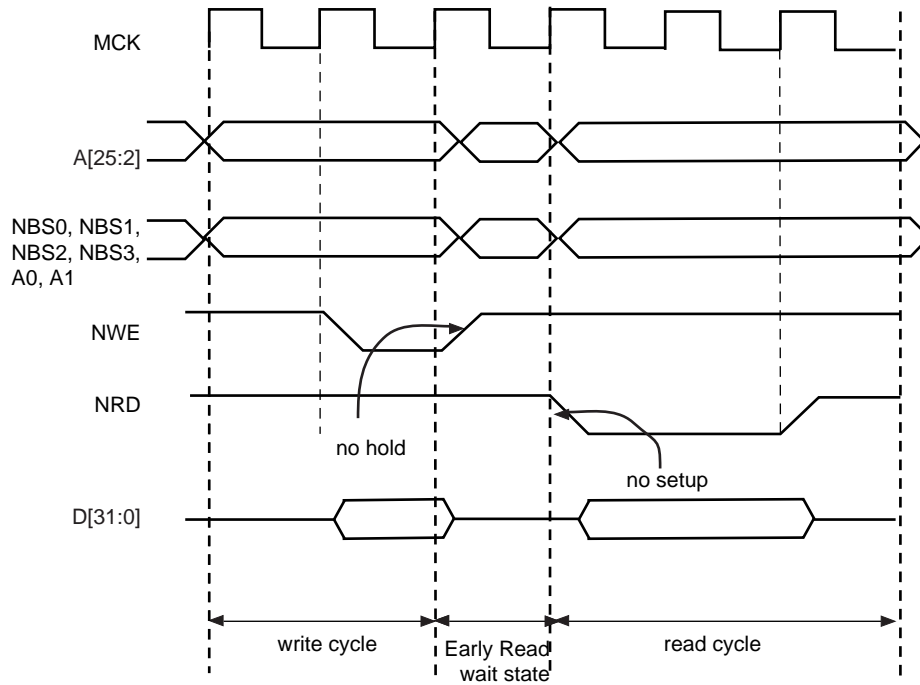 MCK
A[25:2]
NBS0, NBS1,
NBS2, NBS3,
A0, A1
NWE
NRD
no hold
no setup
D[31:0]
write cycle
Early Read
wait state
read cycle